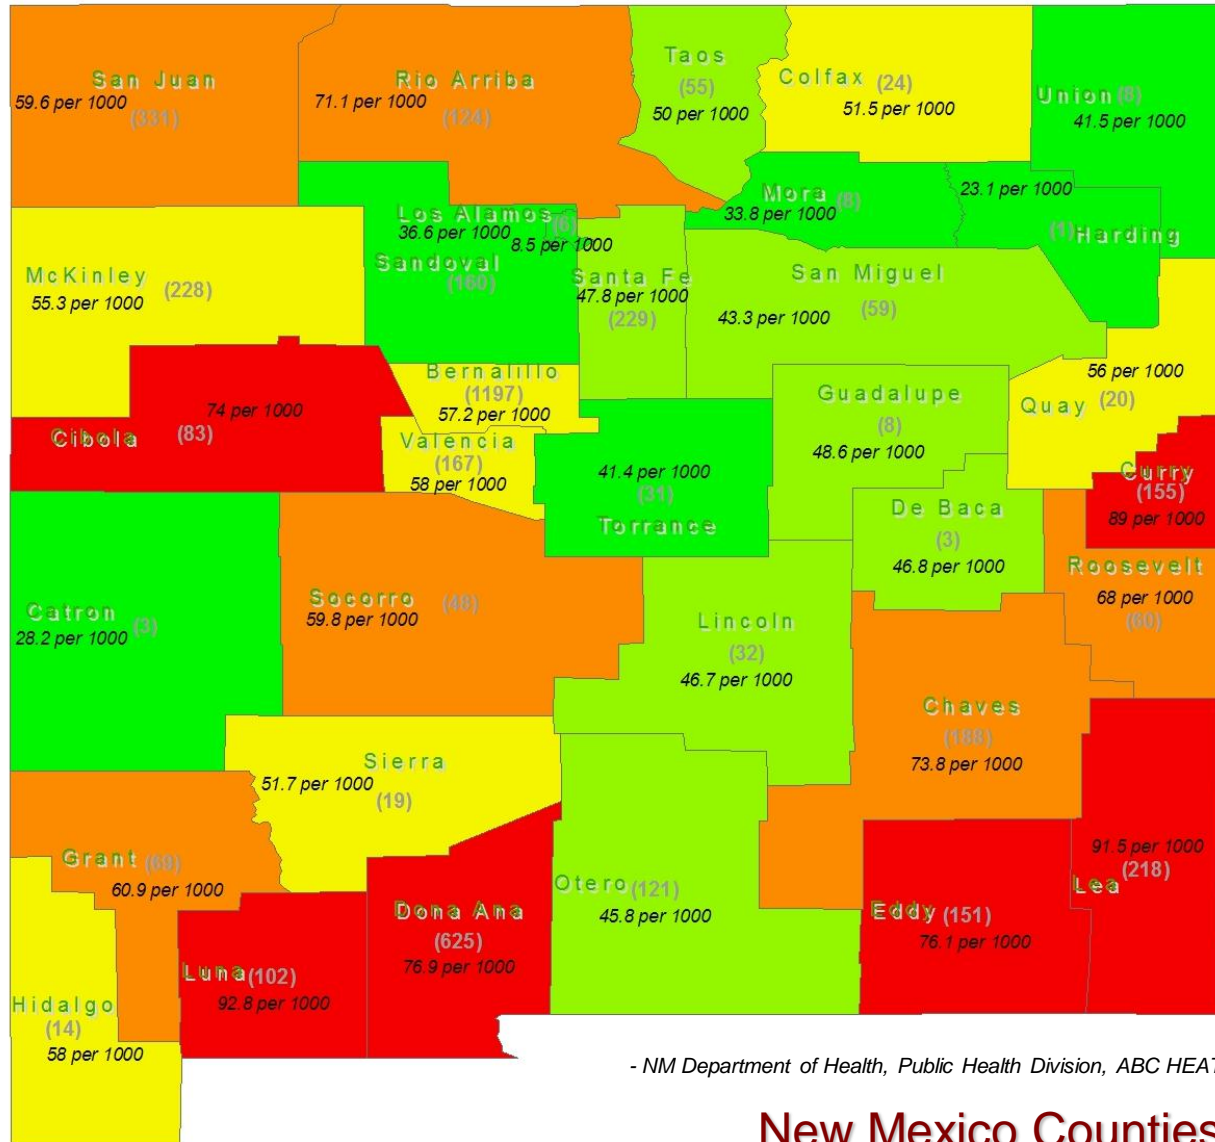 San Juan
59.6 per 1000
(331)
Rio Arriba
71.1 per 1000
(124)
Taos
(55)
50 per 1000
Colfax (24)
51.5 per 1000
Union (8)
41.5 per 1000
Mora (8)
33.8 per 1000
23.1 per 1000
(1) Harding
Los Alamos (6)
36.6 per 1000
8.5 per 1000
Sandoval
(160)
McKinley (228)
55.3 per 1000
Santa Fe
47.8 per 1000
(229)
San Miguel
43.3 per 1000
(59)
Bernalillo
(1197)
57.2 per 1000
Guadalupe
(8)
48.6 per 1000
56 per 1000
Quay (20)
74 per 1000
Cibola (83)
Valencia
(167)
58 per 1000
41.4 per 1000
(31)
Torrance
Curry
(155)
89 per 1000
De Baca
(3)
46.8 per 1000
Roosevelt
68 per 1000
(60)
Catron (3)
28.2 per 1000
Socorro (48)
59.8 per 1000
Lincoln
(32)
46.7 per 1000
Chaves
(188)
73.8 per 1000
Sierra
51.7 per 1000
(19)
Grant (69)
60.9 per 1000
Dona Ana
(625)
76.9 per 1000
Otero (121)
45.8 per 1000
Eddy (151)
76.1 per 1000
91.5 per 1000
Lea (218)
Luna (102)
92.8 per 1000
Hidalgo
(14)
58 per 1000
- NM Department of Health, Public Health Division, ABC HEAT
New Mexico Counties